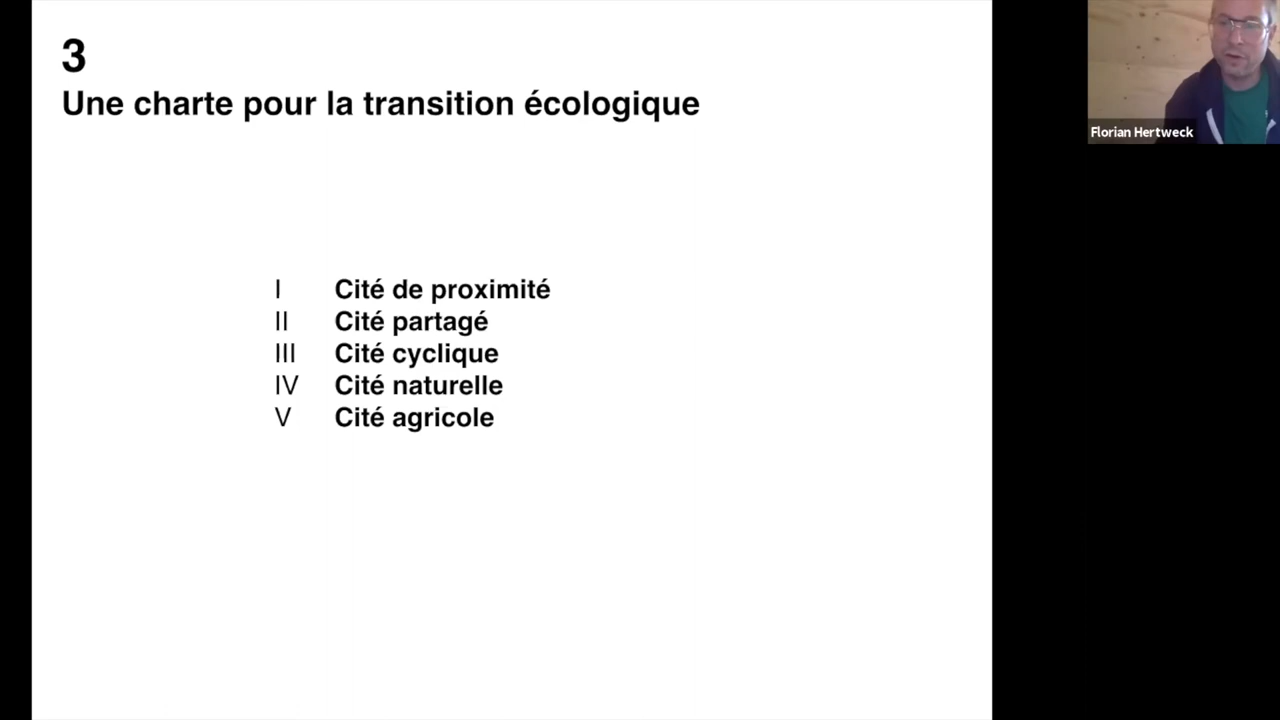 3
Une charte pour la transition écologique
I Cité de proximité
II Cité partagé
III Cité cyclique
IV Cité naturelle
V Cité agricole
Florian Hertweck